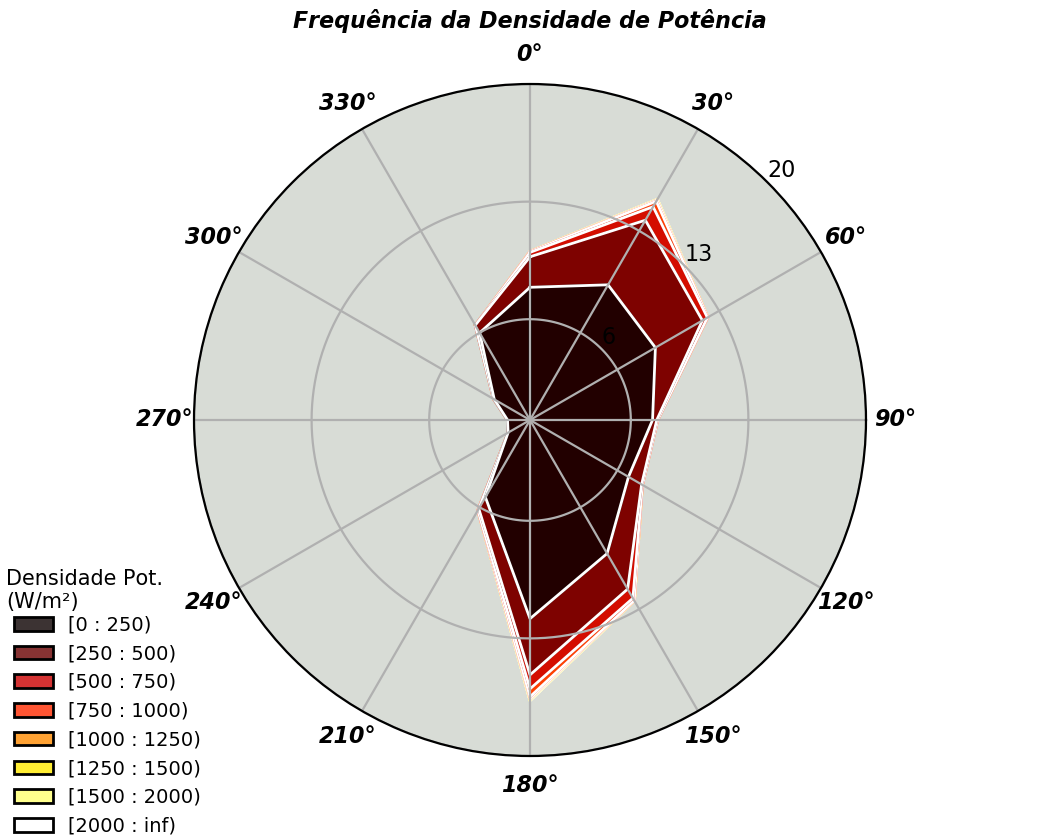 Frequência da Densidade de Potência
0°
330°
30°
20
300°
60°
13
6
270°
90°
240°
120°
210°
150°
180°
Densidade Pot.
(W/m²)
[0 : 250)
[250 : 500)
[500 : 750)
[750 : 1000)
[1000 : 1250)
[1250 : 1500)
[1500 : 2000)
[2000 : inf)